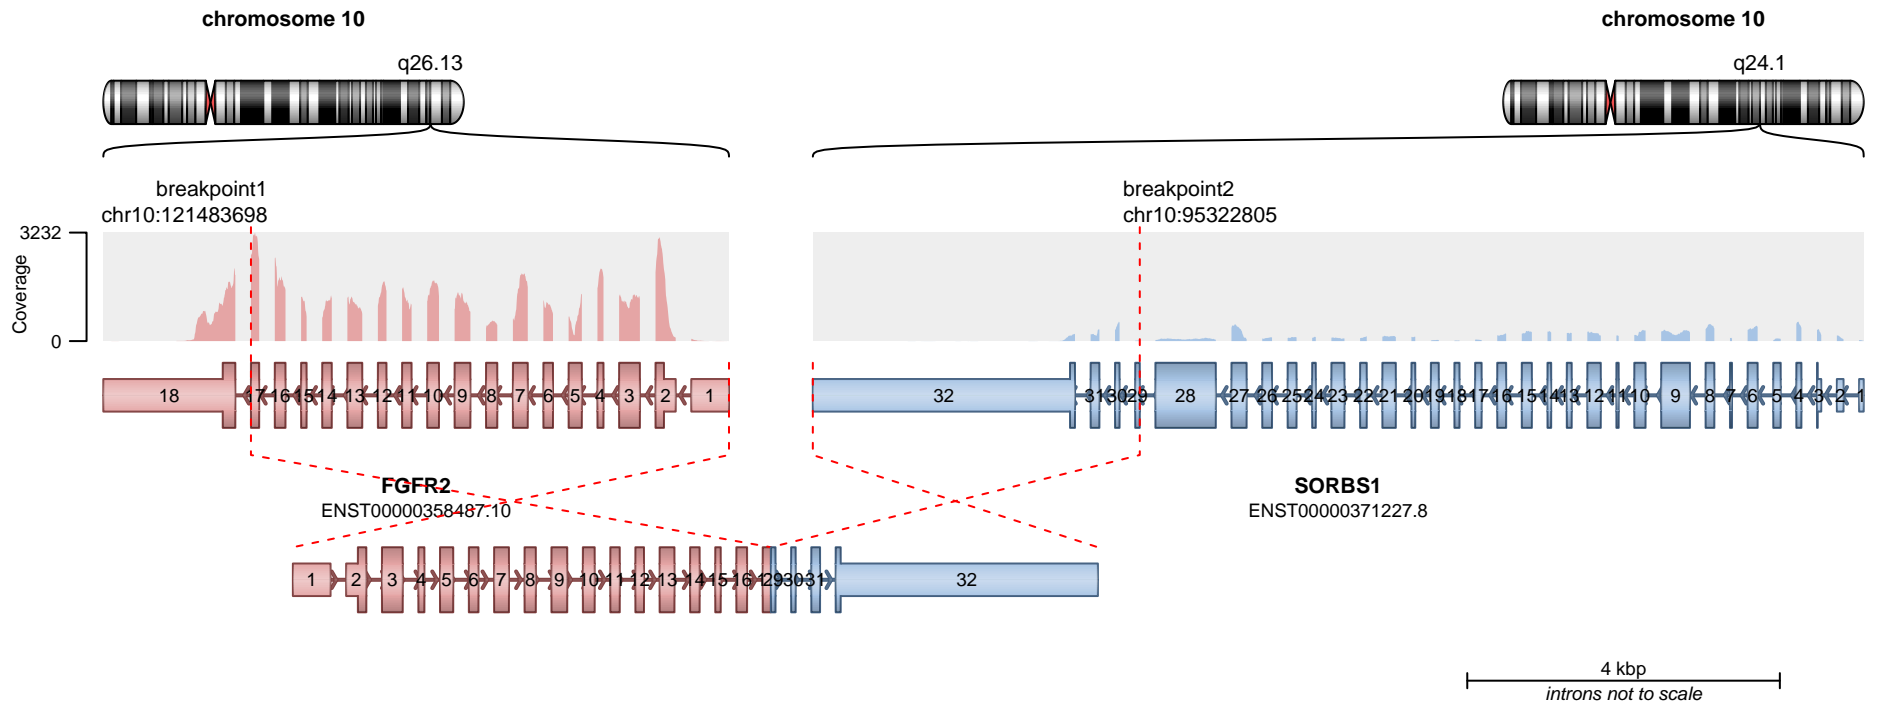 chromosome 10
chromosome 10
q26.13
q24.1
breakpoint1
chr10:121483698
breakpoint2
chr10:95322805
3232
Coverage
0
18 17 16 15 14 13 12 11 10 9 8 7 6 5 4 3 2 1
32 31 30 29 28 27 26 25 24 23 22 21 20 19 18 17 16 15 14 13 12 11 10 9 8 7 6 5 4 3 2 1
FGFR2
ENST00000358487.10
SORBS1
ENST00000371227.8
1 2 3 4 5 6 7 8 9 10 11 12 13 14 15 16 29 30 31 32
4 kbp
introns not to scale